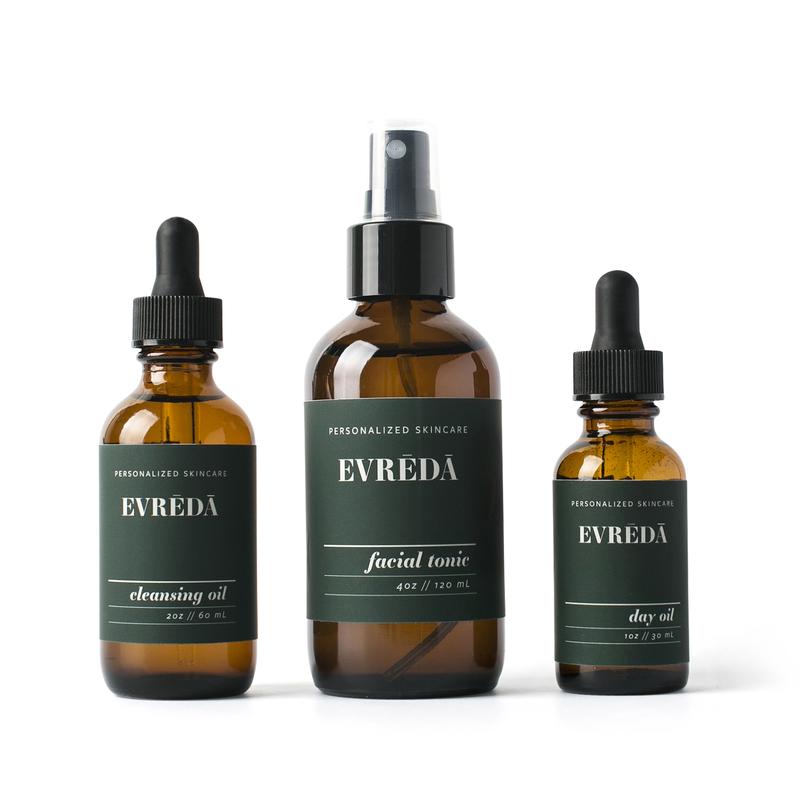 PERSONALIZED SKINCARE
EVRĒDĀ
cleansing oil
2oz // 60 mL
PERSONALIZED SKINCARE
EVRĒDĀ
facial tonic
4oz // 120 mL
PERSONALIZED SKINCARE
EVRĒDĀ
day oil
1oz // 30 mL